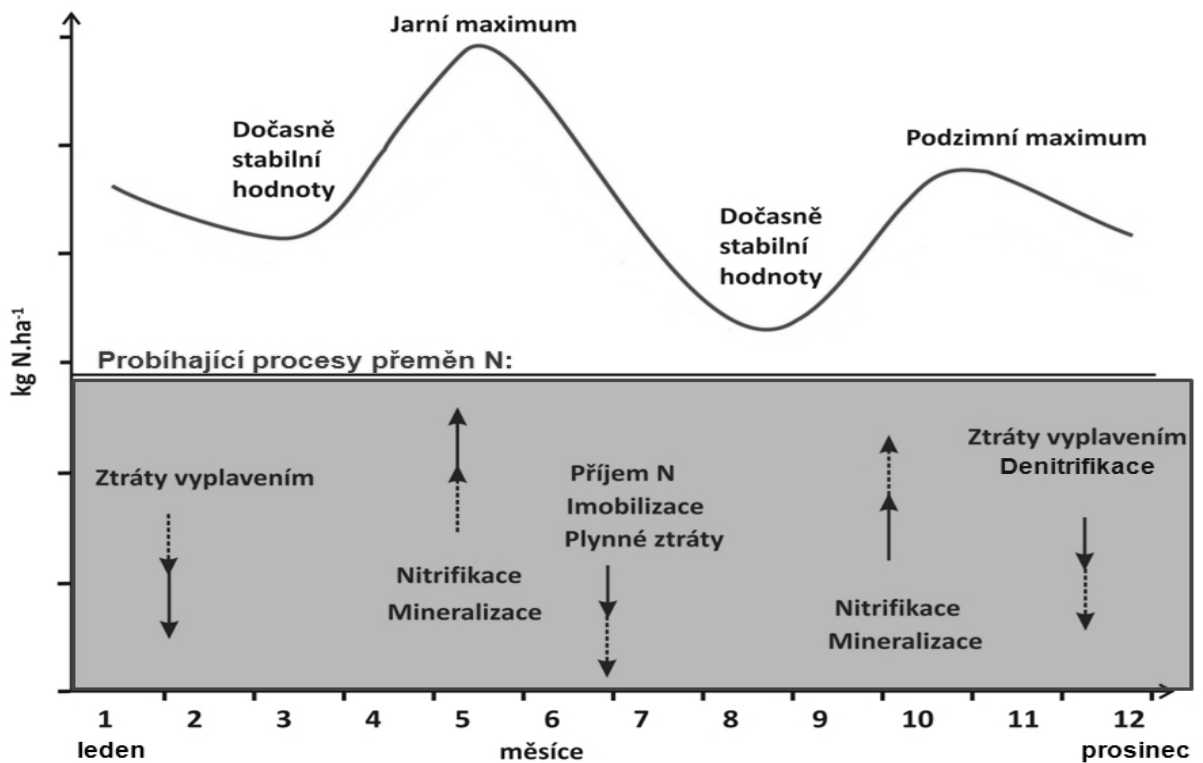 Jarní maximum
Dočasně
stabilní
hodnoty
Podzimní maximum
Dočasně
stabilní
hodnoty
kg N.ha⁻¹
Probíhající procesy přeměn N:
Ztráty vyplavením
Nitrifikace
Mineralizace
Příjem N
Imobilizace
Plynné ztráty
Nitrifikace
Mineralizace
Ztráty vyplavením
Denitrifikace
1 2 3 4 5 6 7 8 9 10 11 12
leden měsíce prosinec